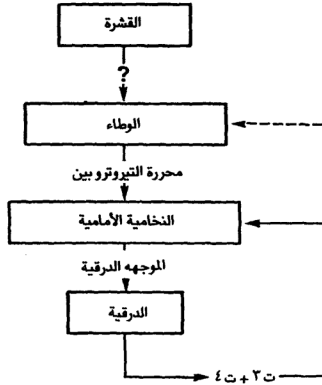 القشرة
?
الوطاء
محررة التيروتروبين
النخامية الأمامية
الموجهه الدرقية
الدرقية
ت٣ + ت٤